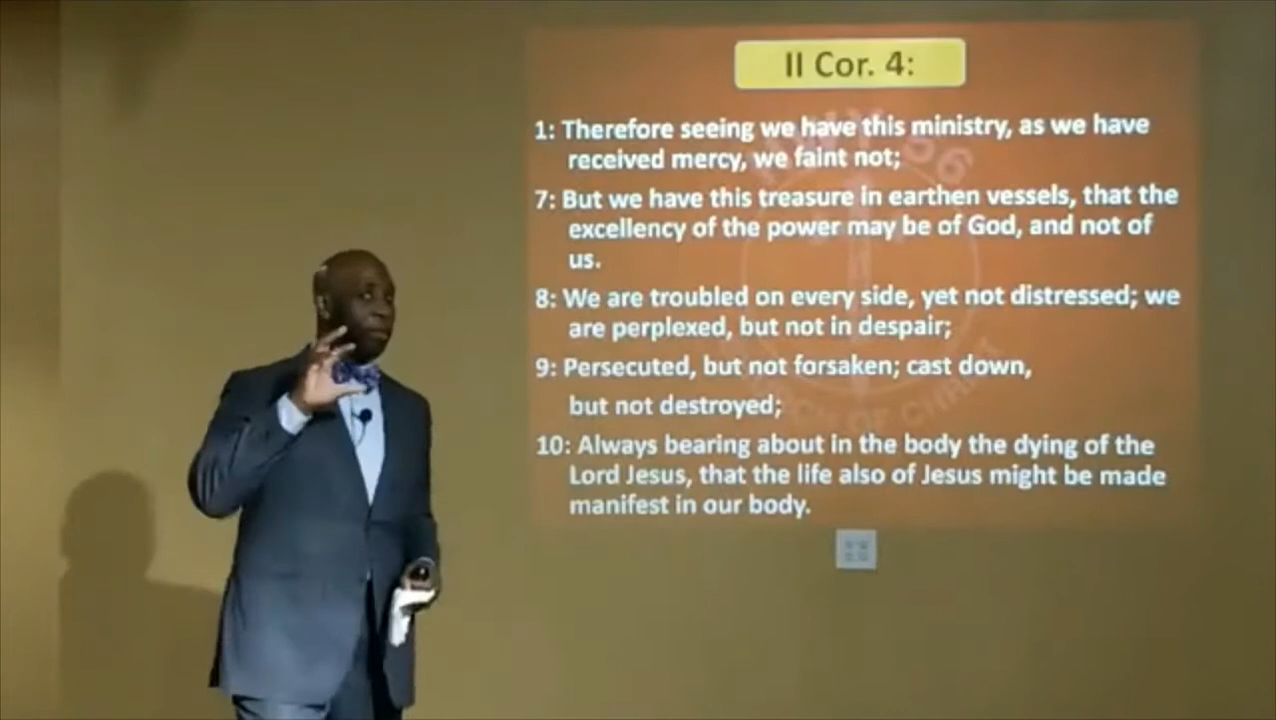 II Cor. 4:
1: Therefore seeing we have this ministry, as we have
received mercy, we faint not;
7: But we have this treasure in earthen vessels, that the
excellency of the power may be of God, and not of
us.
8: We are troubled on every side, yet not distressed; we
are perplexed, but not in despair;
9: Persecuted, but not forsaken; cast down,
but not destroyed;
10: Always bearing about in the body the dying of the
Lord Jesus, that the life also of Jesus might be made
manifest in our body.
OF CHRIST